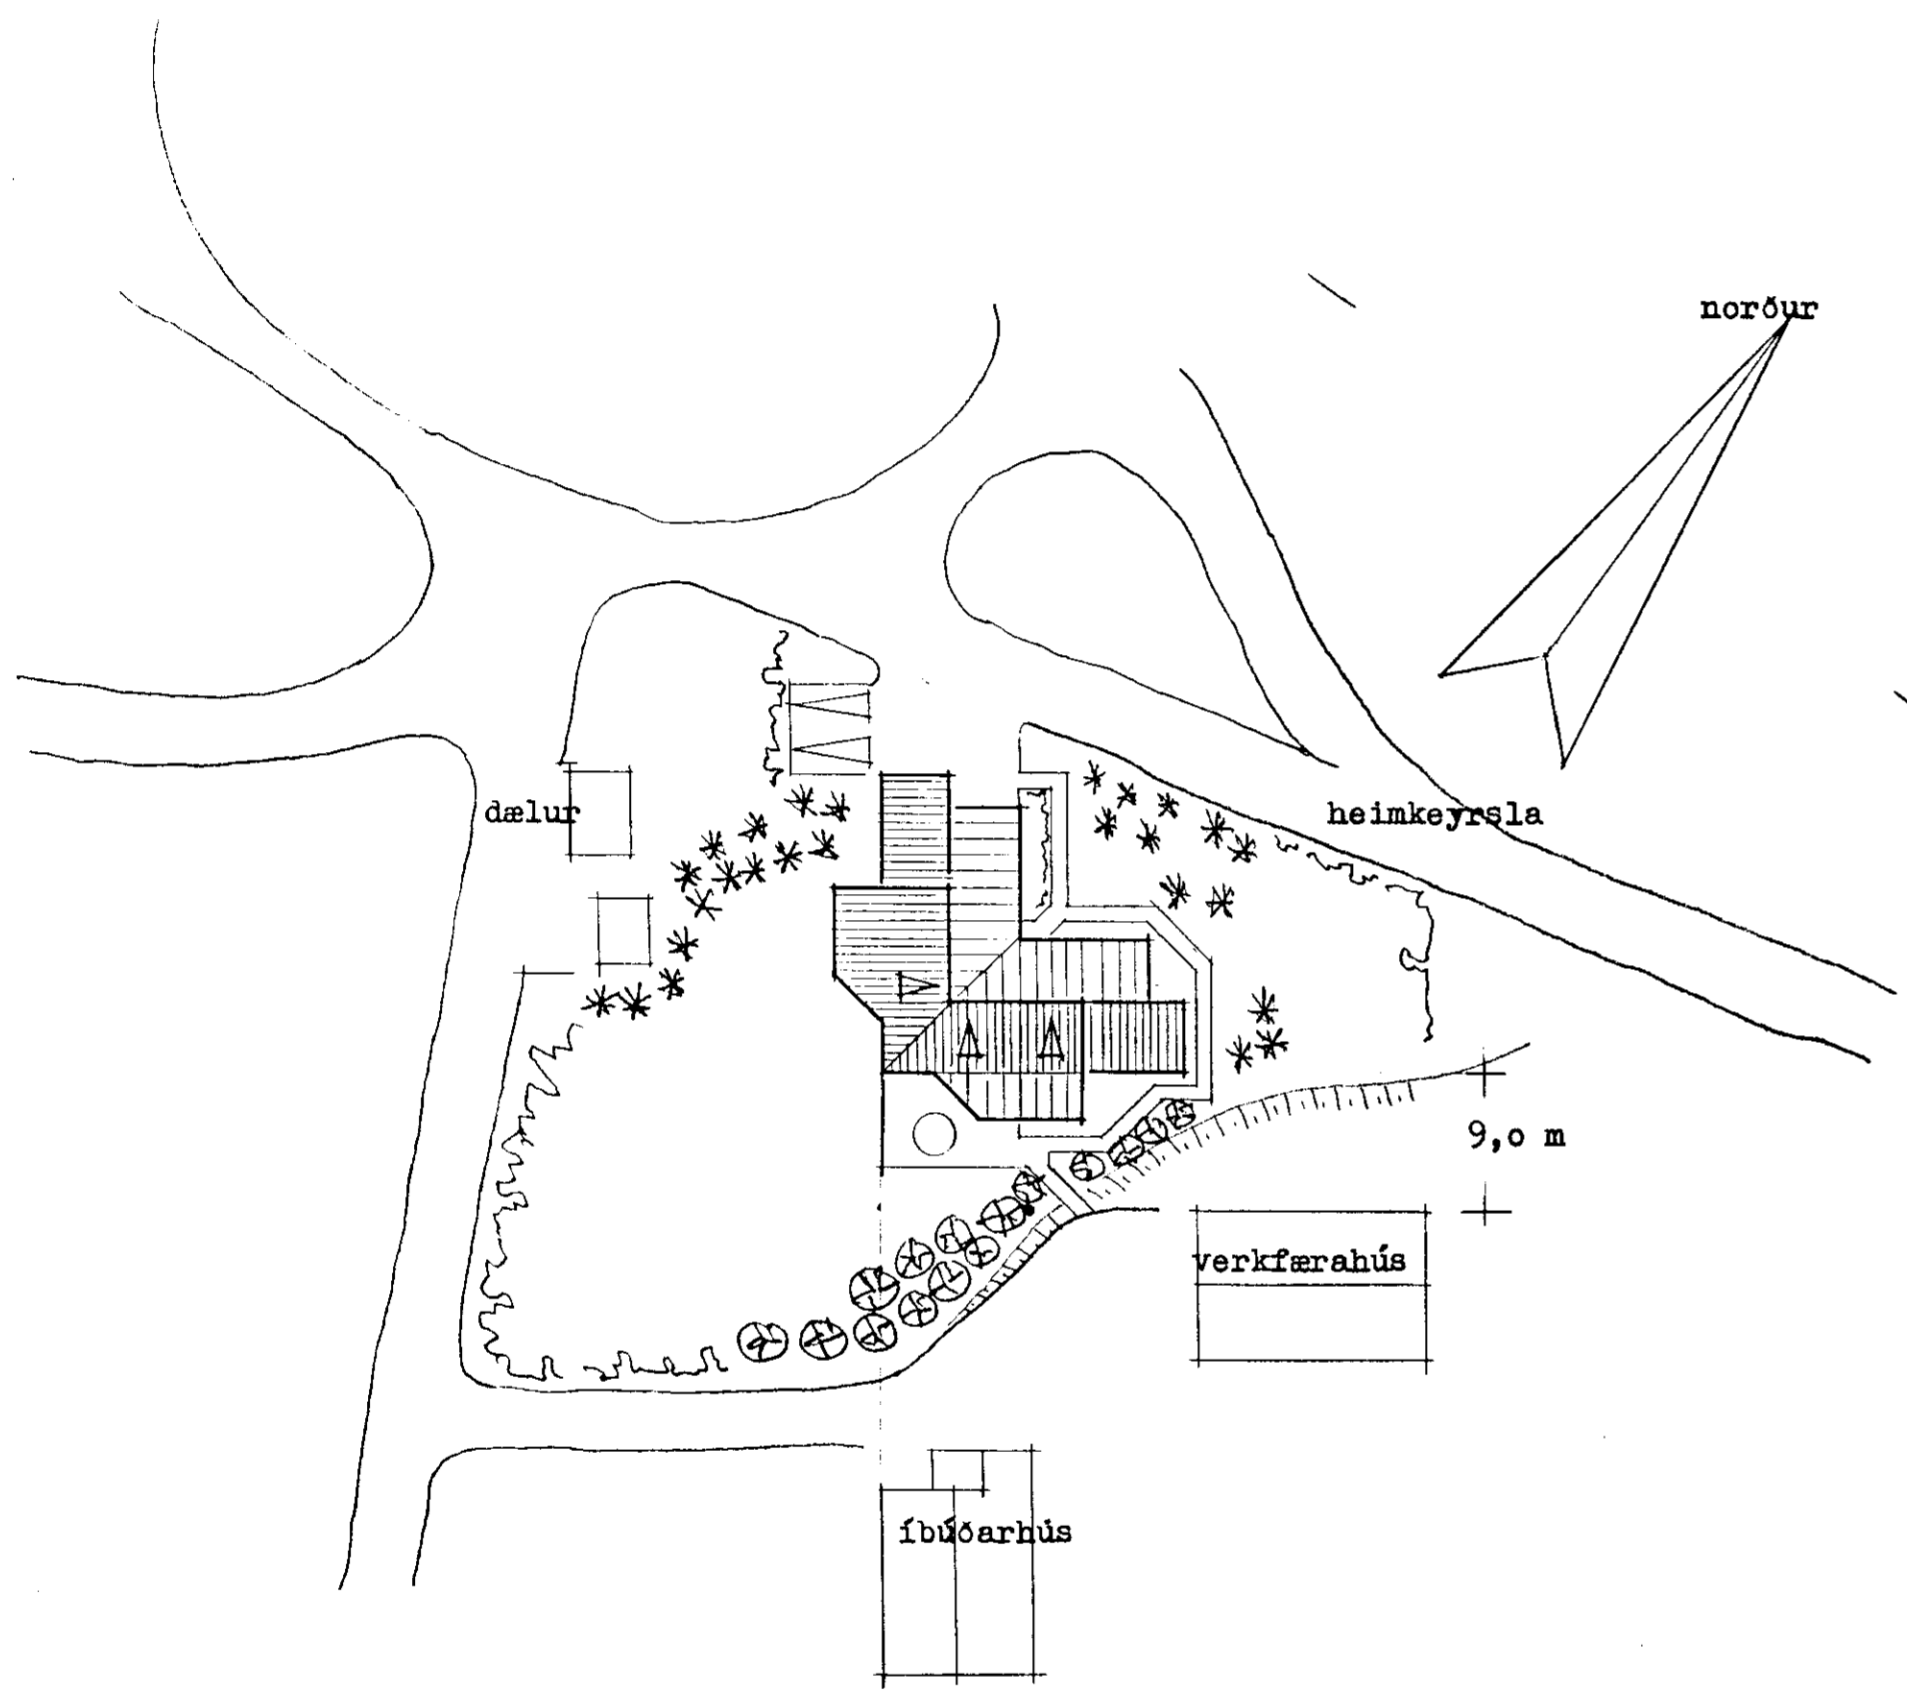 norður
dælur
heimkeyrsla
9,o m
verkfærahús
íbúðarhús